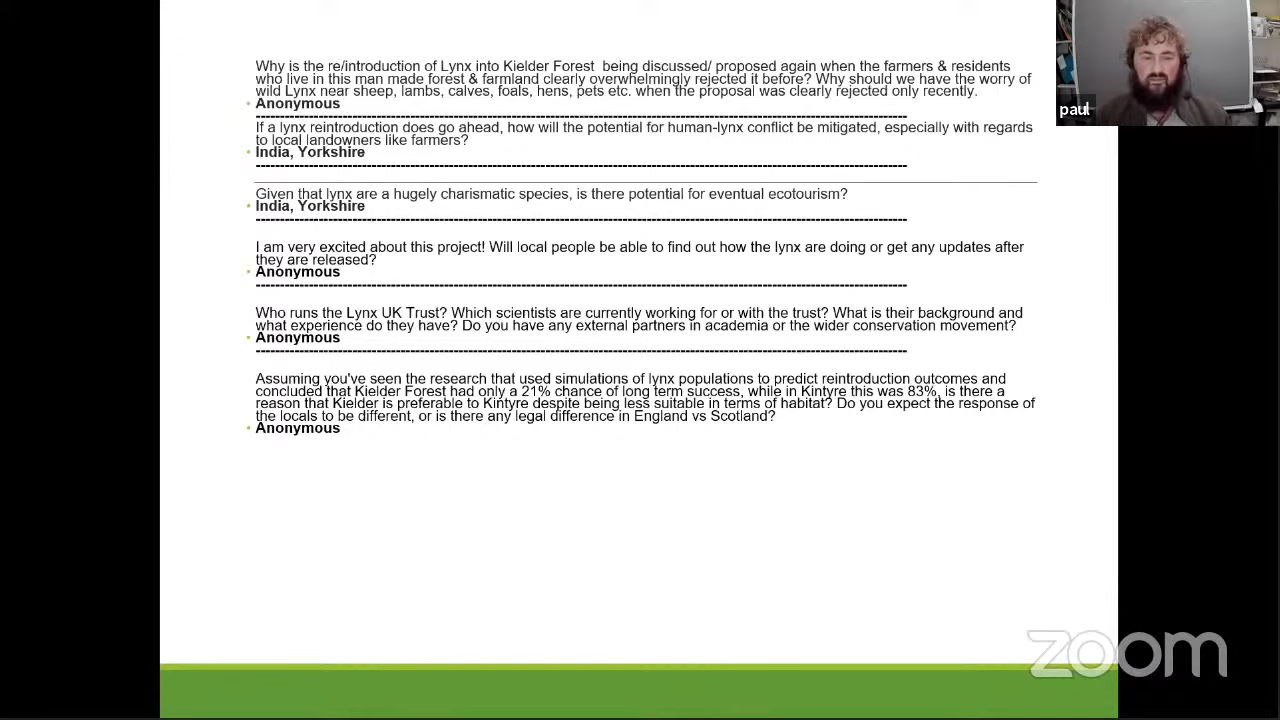 Why is the re/introduction of Lynx into Kielder Forest  being discussed/ proposed again when the farmers & residents
who live in this man made forest & farmland clearly overwhelmingly rejected it before? Why should we have the worry of
wild Lynx near sheep, lambs, calves, foals, hens, pets etc. when the proposal was clearly rejected only recently.
• Anonymous
--------------------------------------------------------------------------------------------------------------
If a lynx reintroduction does go ahead, how will the potential for human-lynx conflict be mitigated, especially with regards
to local landowners like farmers?
• India, Yorkshire
--------------------------------------------------------------------------------------------------------------
Given that lynx are a hugely charismatic species, is there potential for eventual ecotourism?
• India, Yorkshire
--------------------------------------------------------------------------------------------------------------
I am very excited about this project! Will local people be able to find out how the lynx are doing or get any updates after
they are released?
• Anonymous
--------------------------------------------------------------------------------------------------------------
Who runs the Lynx UK Trust? Which scientists are currently working for or with the trust? What is their background and
what experience do they have? Do you have any external partners in academia or the wider conservation movement?
• Anonymous
--------------------------------------------------------------------------------------------------------------
Assuming you've seen the research that used simulations of lynx populations to predict reintroduction outcomes and
concluded that Kielder Forest had only a 21% chance of long term success, while in Kintyre this was 83%, is there a
reason that Kielder is preferable to Kintyre despite being less suitable in terms of habitat? Do you expect the response of
the locals to be different, or is there any legal difference in England vs Scotland?
• Anonymous
paul
zoom